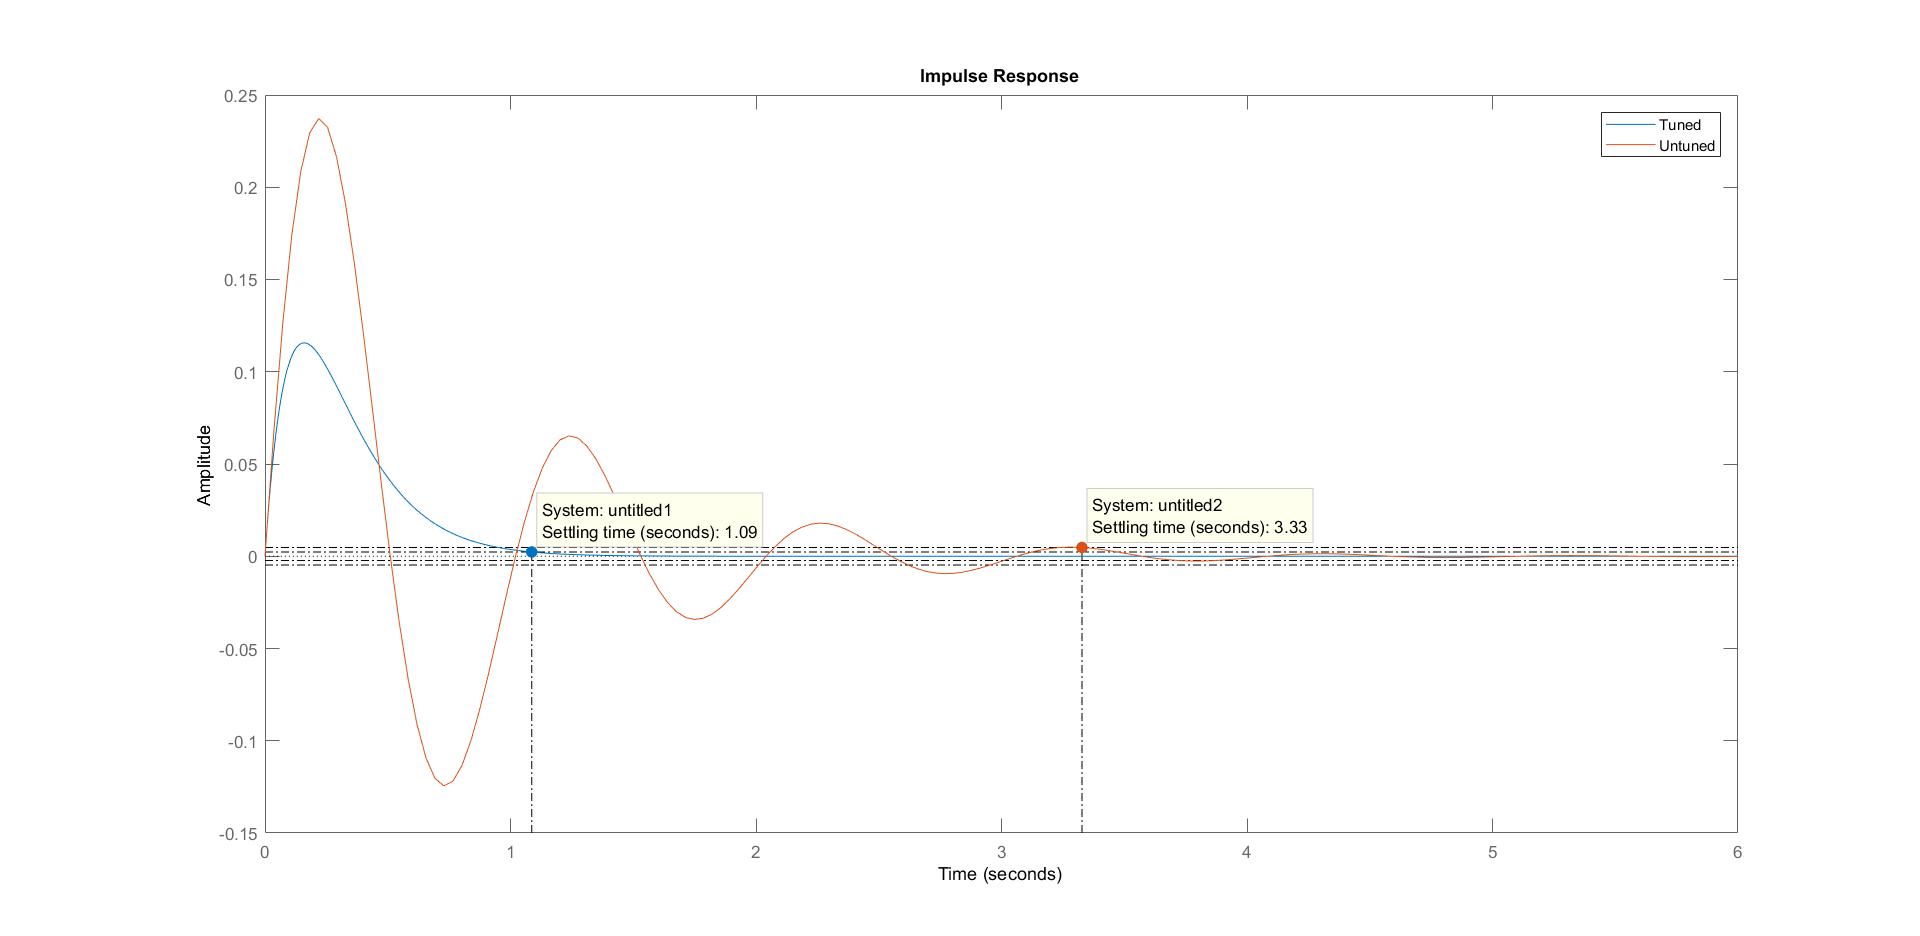 Impulse Response
0.25
Tuned
Untuned
0.2
0.15
0.1
0.05
0
-0.05
-0.1
-0.15
Amplitude
System: untitled1
Settling time (seconds): 1.09
System: untitled2
Settling time (seconds): 3.33
0 1 2 3 4 5 6
Time (seconds)